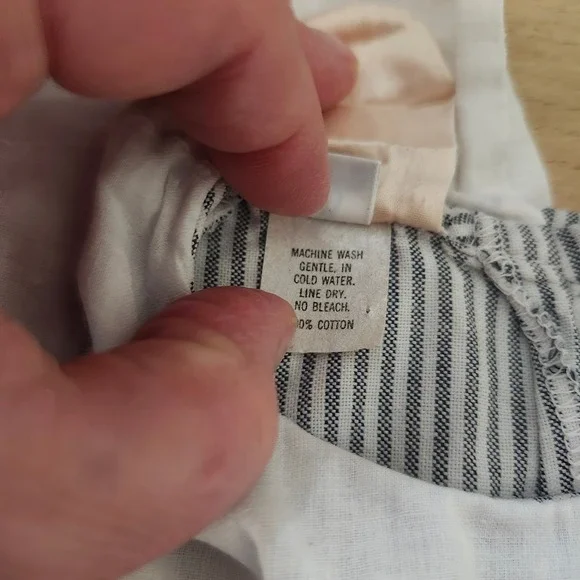 MACHINE WASH
GENTLE, IN
COLD WATER.
LINE DRY.
NO BLEACH.
00% COTTON